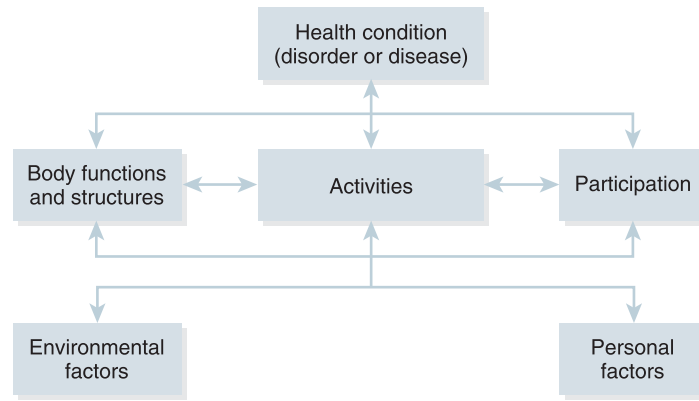 Health condition
(disorder or disease)
Body functions
and structures
Activities
Participation
Environmental
factors
Personal
factors